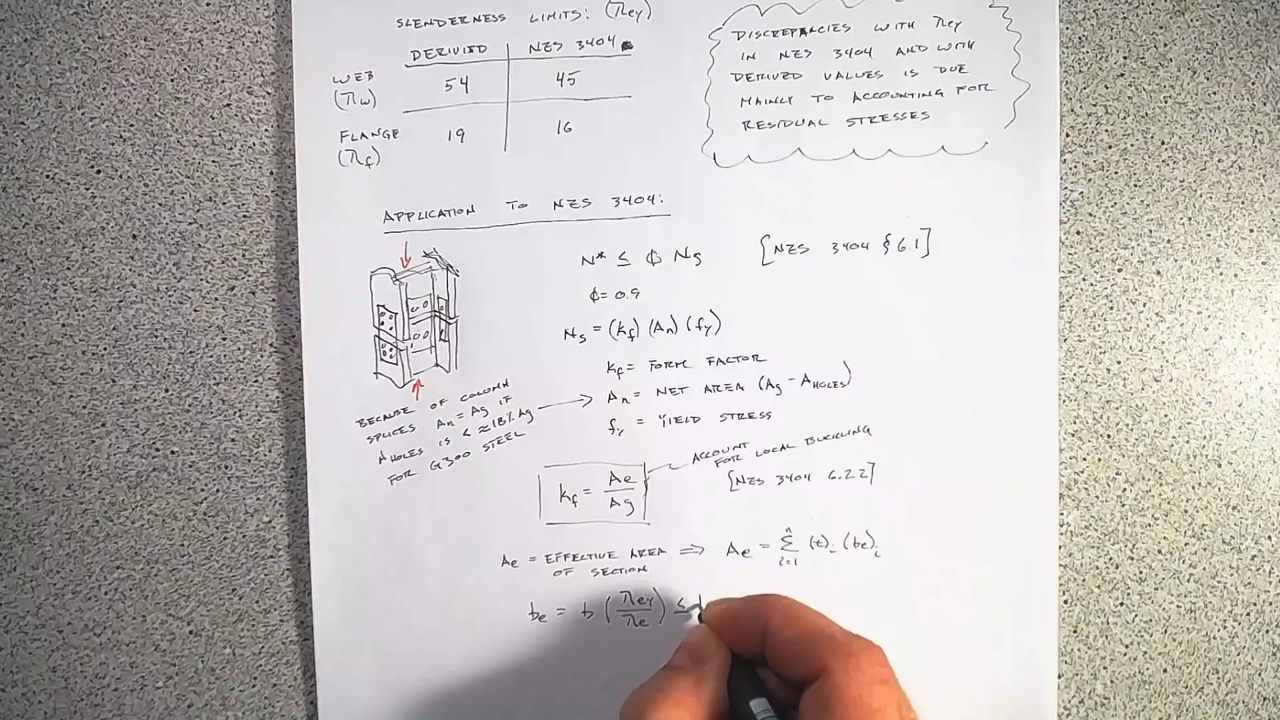 SLENDERNESS LIMITS: (λey)
DERIVED NZS 3404
WEB (λw) 54 45
FLANGE (λf) 19 16
DISCREPANCIES WITH λey
IN NZS 3404 AND WITH
DERIVED VALUES IS DUE
MAINLY TO ACCOUNTING FOR
RESIDUAL STRESSES
APPLICATION TO NZS 3404:
N* ≤ ϕ Ns [NZS 3404 § 6.1]
ϕ = 0.9
Ns = (kf) (An) (fy)
kf = FORM FACTOR
An = NET AREA (Ag - AHOLES)
fy = YIELD STRESS
BECAUSE OF COLUMN
SPLICES An = Ag IF
AHOLES IS < ≈18% Ag
FOR G300 STEEL
kf = Ae/Ag
ACCOUNT
FOR LOCAL BUCKLING
[NZS 3404 6.2.2]
Ae = EFFECTIVE AREA ⇒ Ae = Σ (t)i (be)i
n
i=1
OF SECTION
be = b (λey/λe) ≤